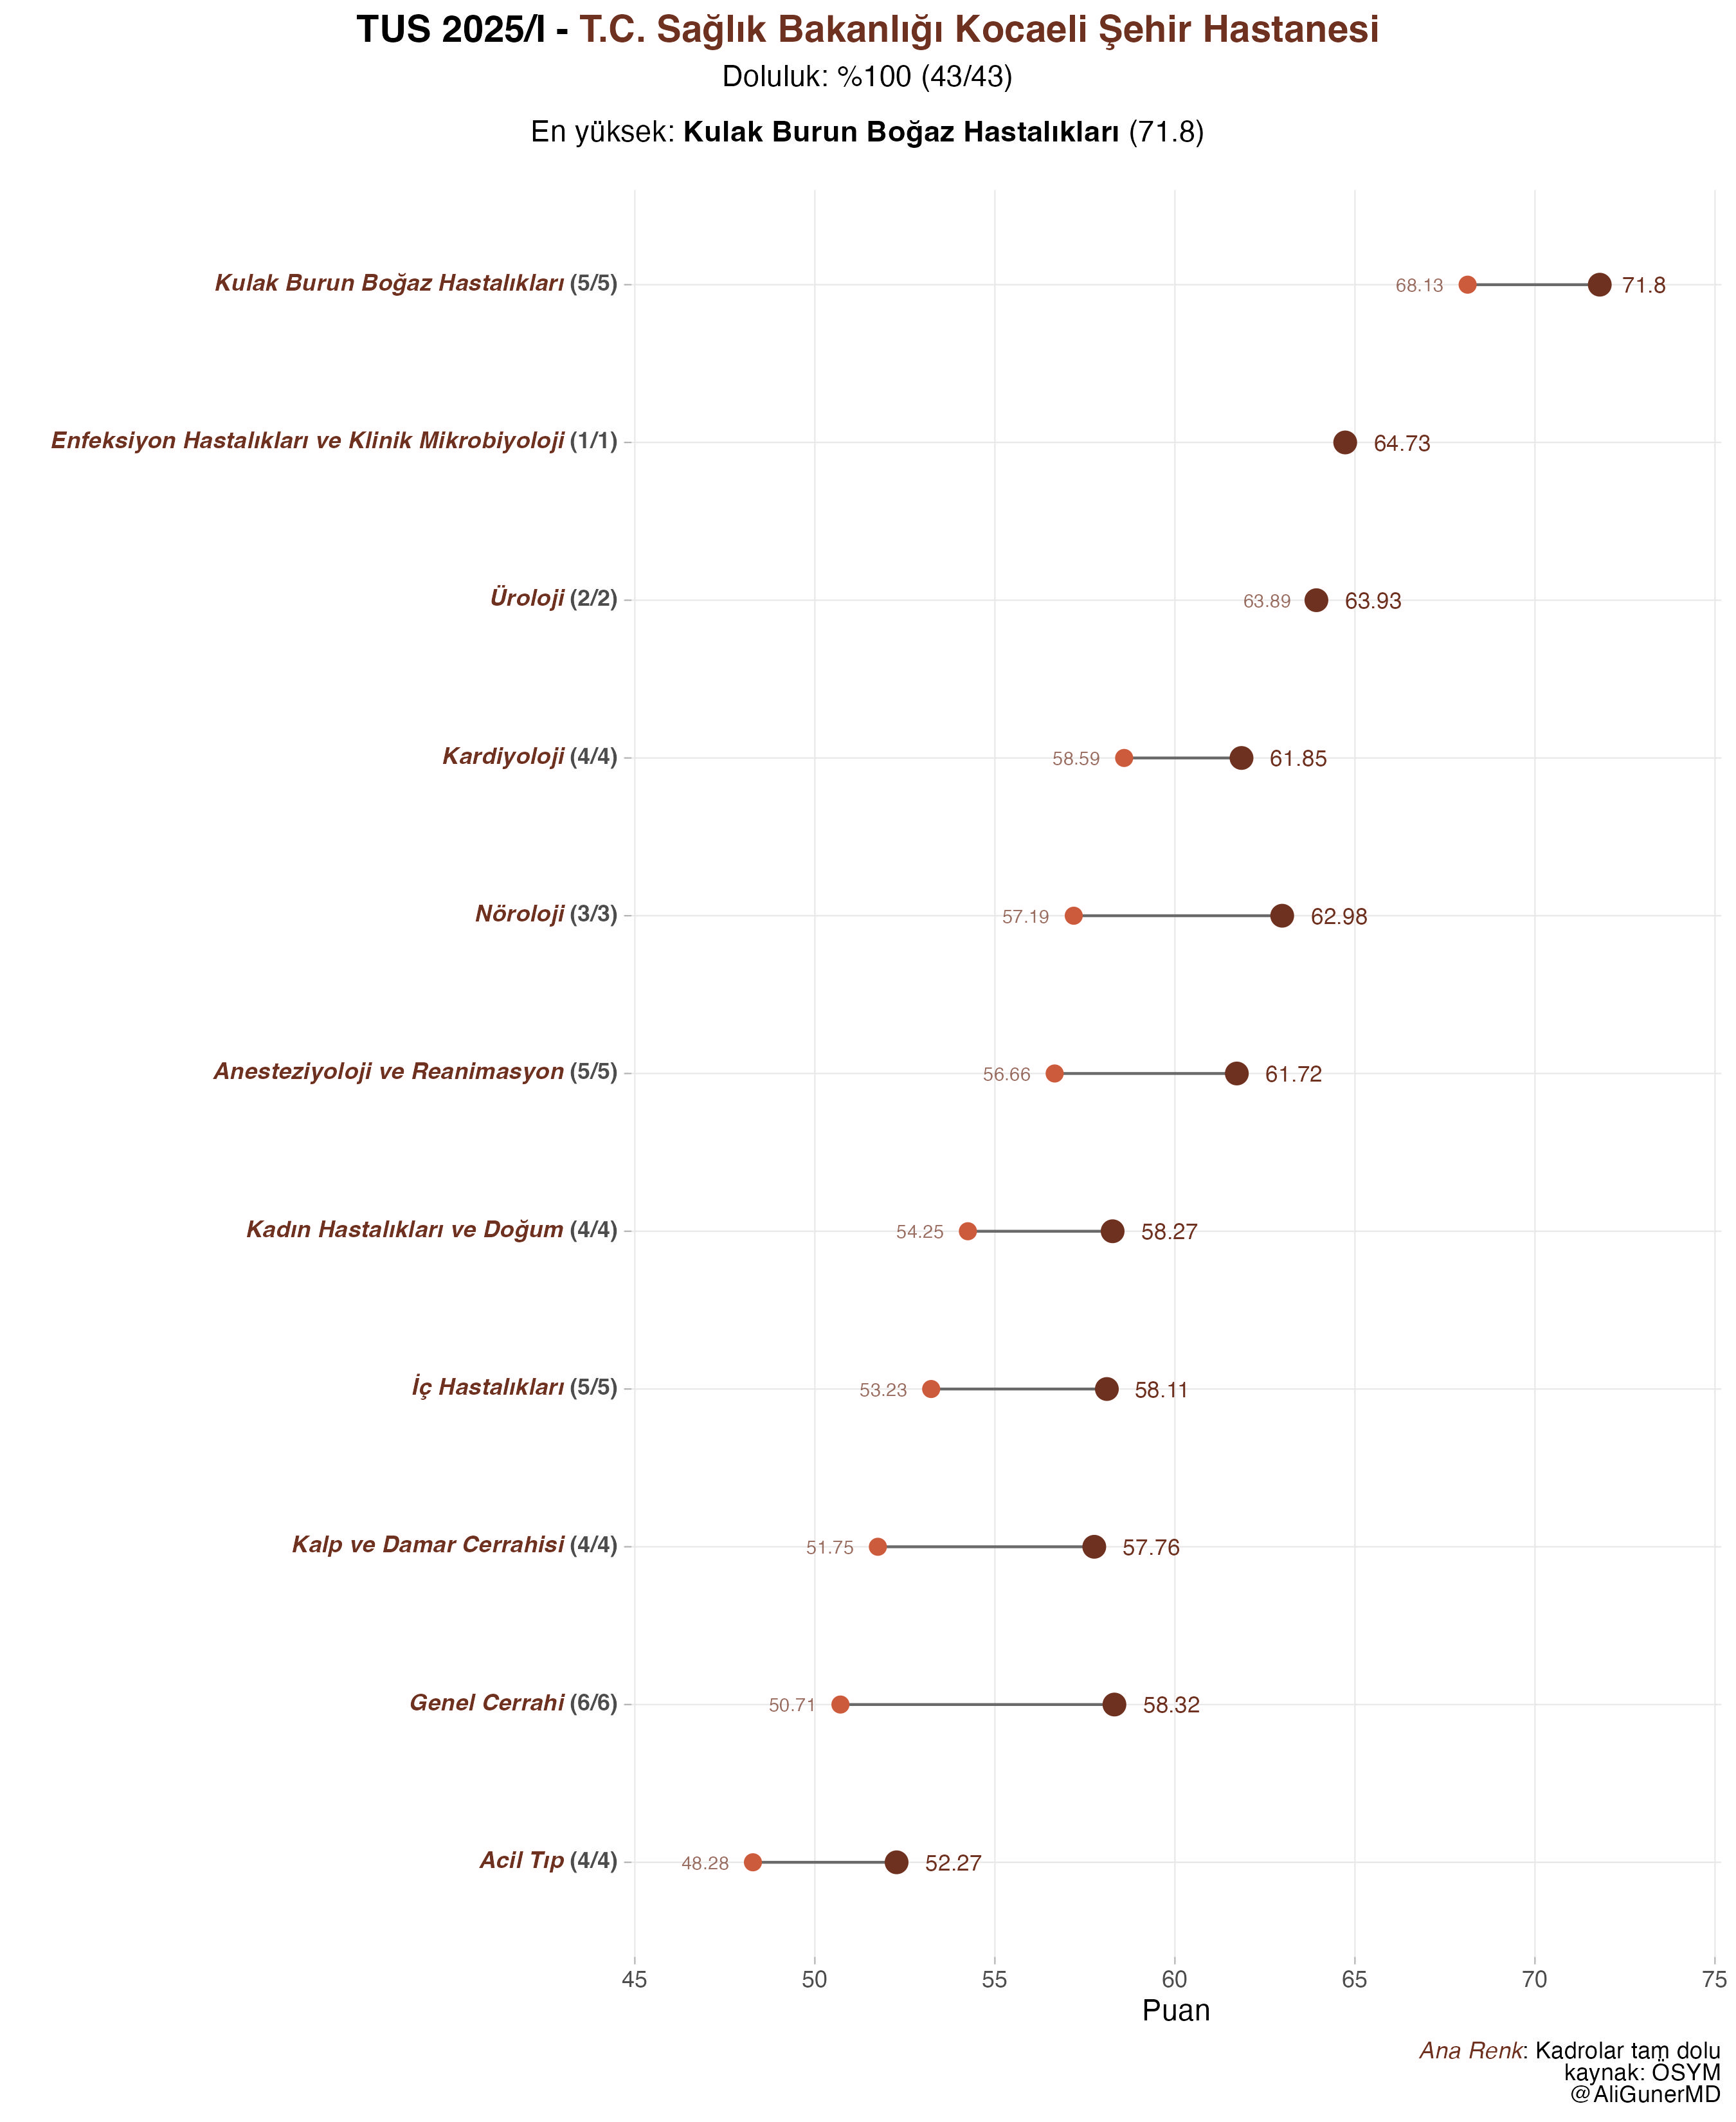 TUS 2025/I - T.C. Sağlık Bakanlığı Kocaeli Şehir Hastanesi
Doluluk: %100 (43/43)
En yüksek: Kulak Burun Boğaz Hastalıkları (71.8)
Kulak Burun Boğaz Hastalıkları (5/5) 68.13 71.8
Enfeksiyon Hastalıkları ve Klinik Mikrobiyoloji (1/1) 64.73
Üroloji (2/2) 63.89 63.93
Kardiyoloji (4/4) 58.59 61.85
Nöroloji (3/3) 57.19 62.98
Anesteziyoloji ve Reanimasyon (5/5) 56.66 61.72
Kadın Hastalıkları ve Doğum (4/4) 54.25 58.27
İç Hastalıkları (5/5) 53.23 58.11
Kalp ve Damar Cerrahisi (4/4) 51.75 57.76
Genel Cerrahi (6/6) 50.71 58.32
Acil Tıp (4/4) 48.28 52.27
45 50 55 60 65 70 75
Puan
Ana Renk: Kadrolar tam dolu
kaynak: ÖSYM
@AliGunerMD